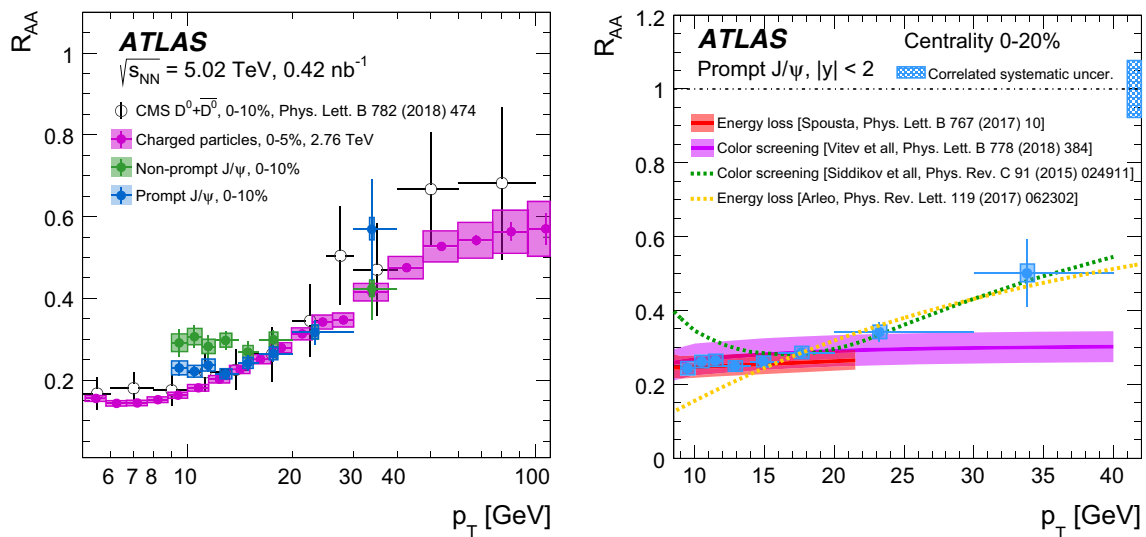 R_AA
1
0.8
0.6
0.4
0.2
ATLAS
√s_NN = 5.02 TeV, 0.42 nb⁻¹
CMS D⁰+D̅⁰, 0-10%, Phys. Lett. B 782 (2018) 474
Charged particles, 0-5%, 2.76 TeV
Non-prompt J/ψ, 0-10%
Prompt J/ψ, 0-10%
6 7 8 10 20 30 40 100
p_T [GeV]
R_AA
1.2
1
0.8
0.6
0.4
0.2
0
ATLAS Centrality 0-20%
Prompt J/ψ, |y| < 2
Correlated systematic uncer.
Energy loss [Spousta, Phys. Lett. B 767 (2017) 10]
Color screening [Vitev et all, Phys. Lett. B 778 (2018) 384]
Color screening [Siddikov et all, Phys. Rev. C 91 (2015) 024911]
Energy loss [Arleo, Phys. Rev. Lett. 119 (2017) 062302]
10 15 20 25 30 35 40
p_T [GeV]